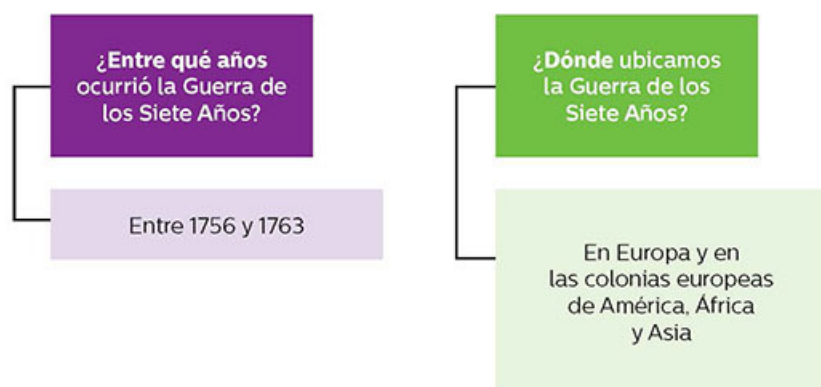 ¿Entre qué años
ocurrió la Guerra de
los Siete Años?
Entre 1756 y 1763
¿Dónde ubicamos
la Guerra de los
Siete Años?
En Europa y en
las colonias europeas
de América, África
y Asia